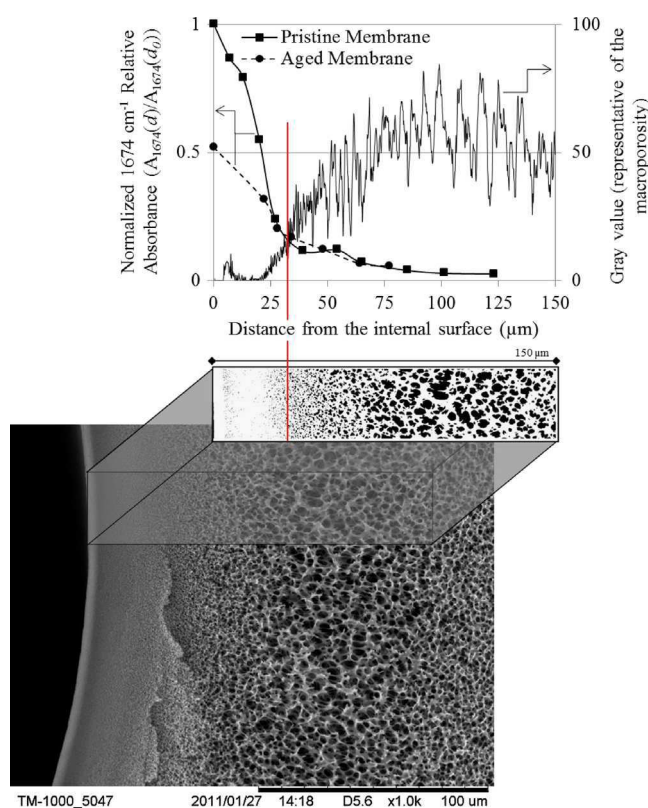 Normalized 1674 cm⁻¹ Relative
Absorbance (A₁₆₇₄(d)/A₁₆₇₄(d₀)
1
0.5
0
Pristine Membrane
Aged Membrane
100
50
0
Gray value (representative of the
macroporosity)
0 25 50 75 100 125 150
Distance from the internal surface (µm)
150 µm
TM-1000_5047 2011/01/27 14:18 D5.6 x1.0k 100 um